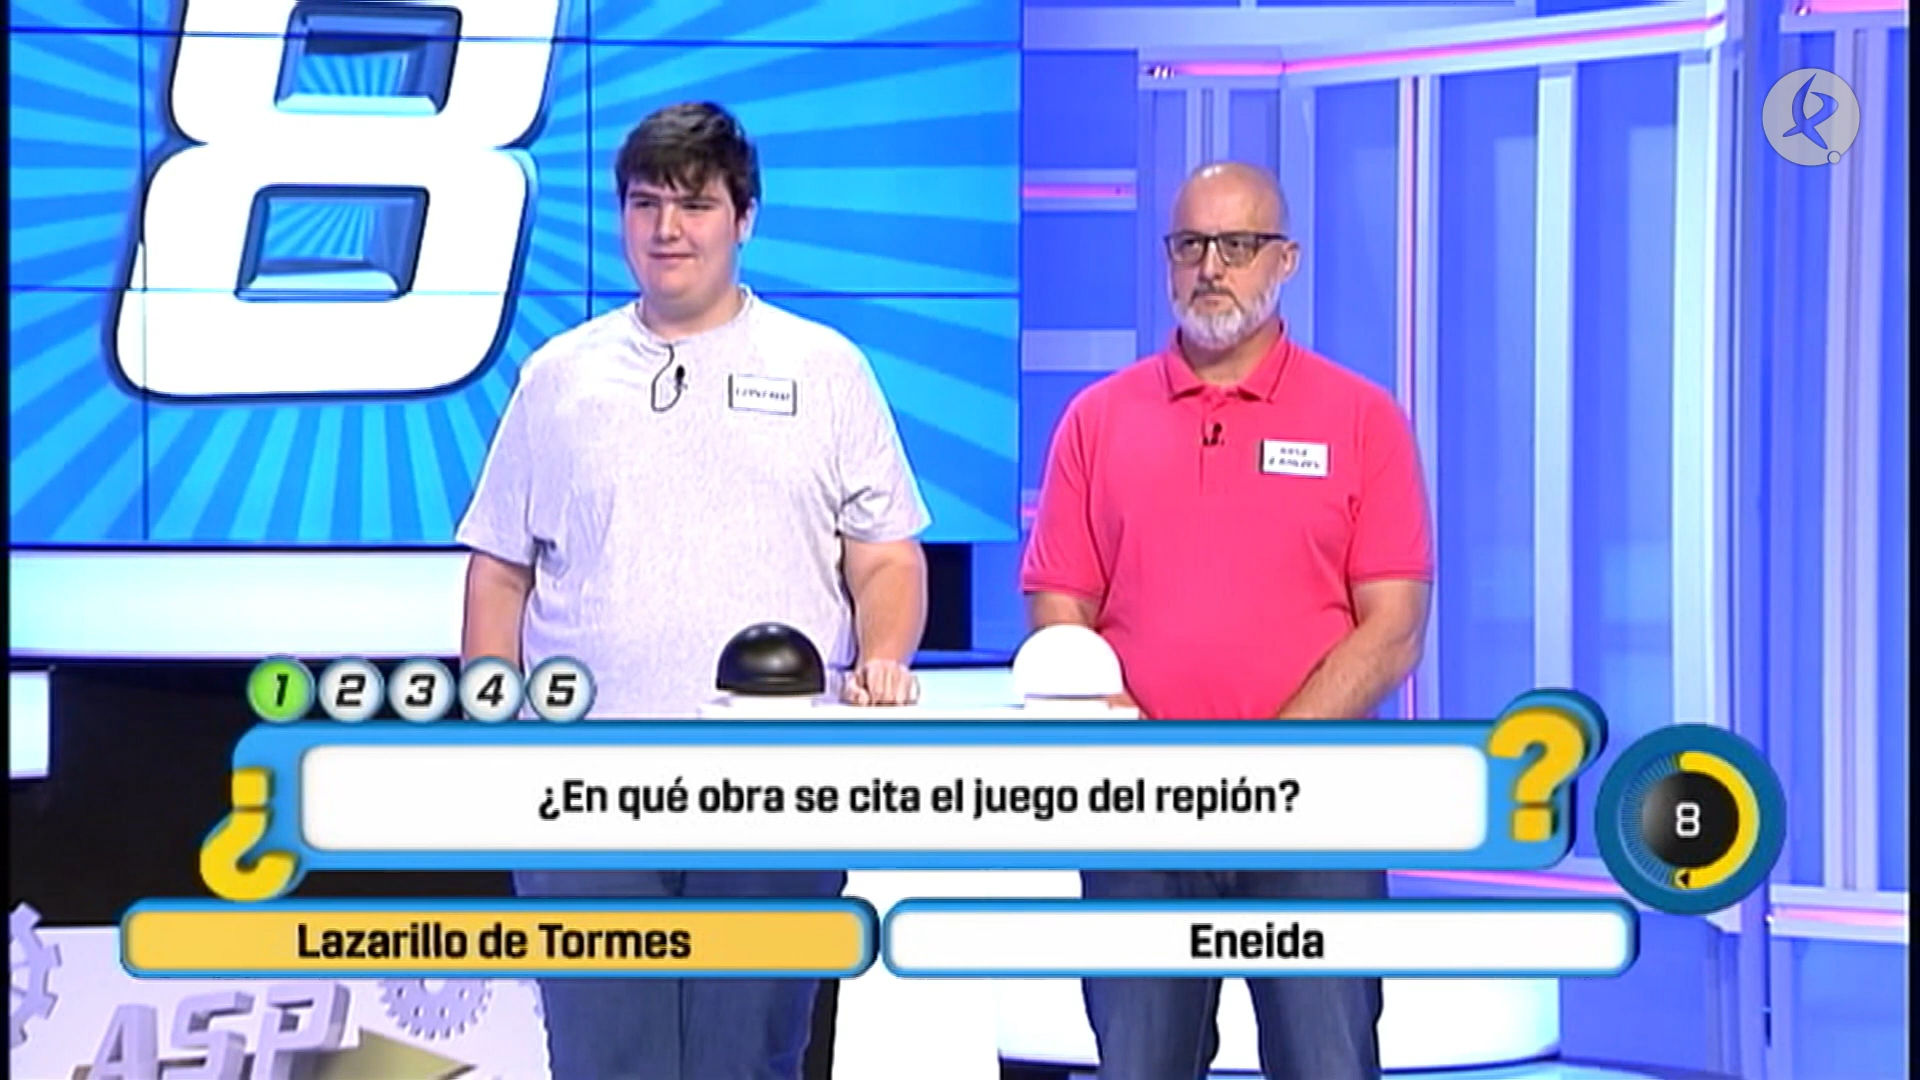 8
1 2 3 4 5
¿En qué obra se cita el juego del repión?
8
Lazarillo de Tormes
Eneida
ASP